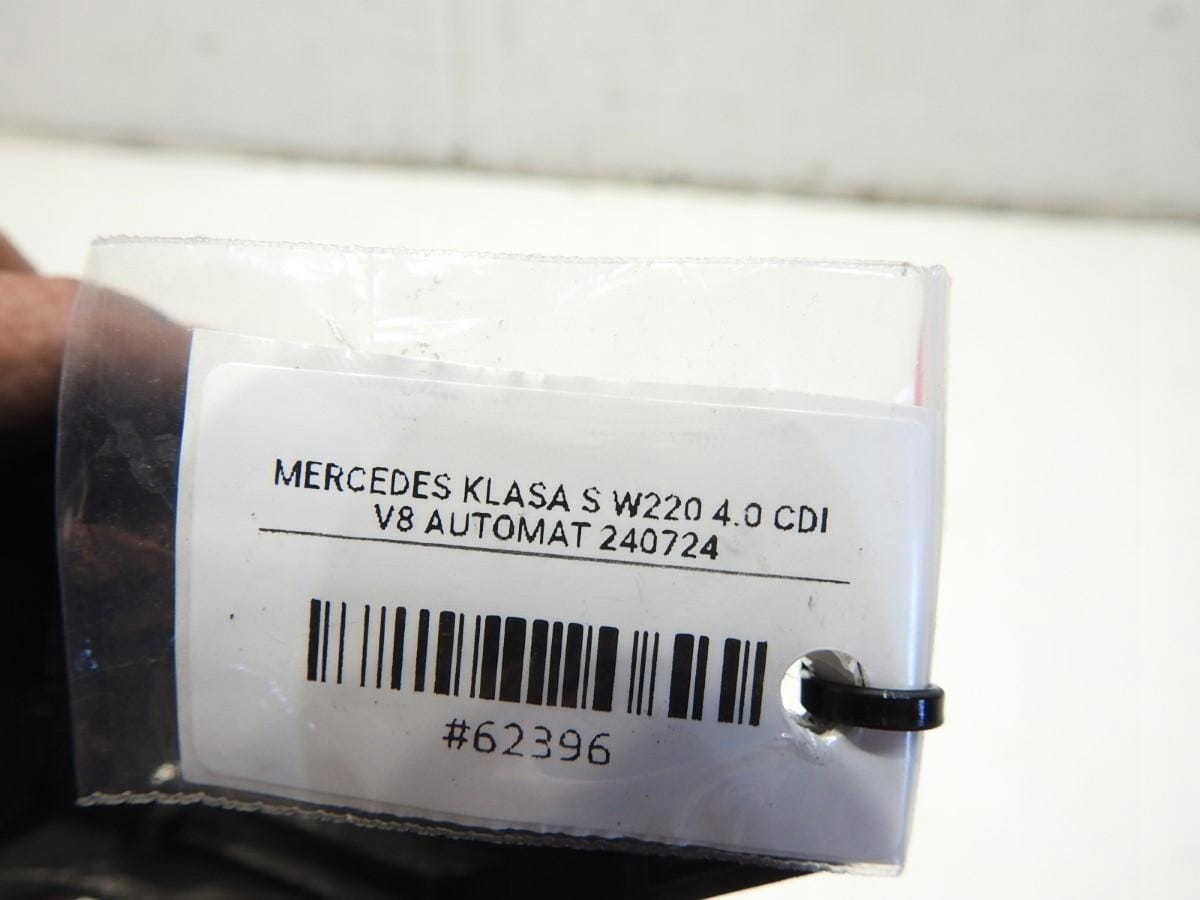 MERCEDES KLASA S W220 4.0 CDI
V8 AUTOMAT 240724
#62396